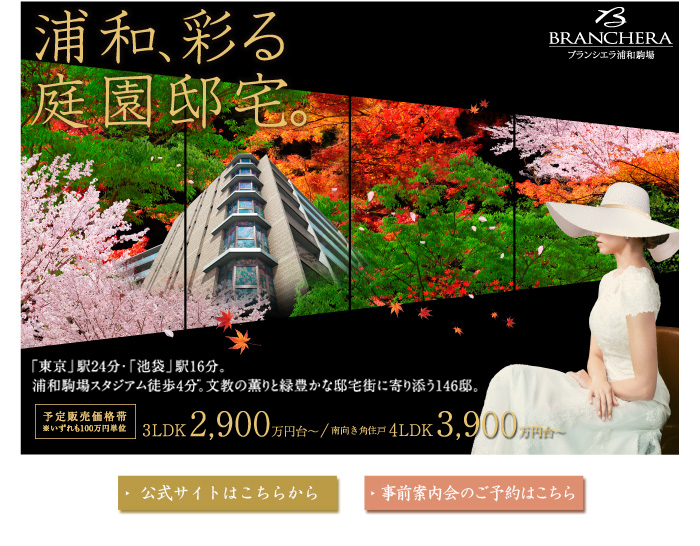 浦和、彩る
庭園邸宅。
BRANCHERA
ブランシエラ浦和駒場
「東京」駅24分・「池袋」駅16分。
浦和駒場スタジアム徒歩4分。文教の薫りと緑豊かな邸宅街に寄り添う146邸。
予定販売価格帯
※いずれも100万円単位
3LDK 2,900万円台～/南向き角住戸 4LDK 3,900万円台～
公式サイトはこちらから
事前案内会のご予約はこちら